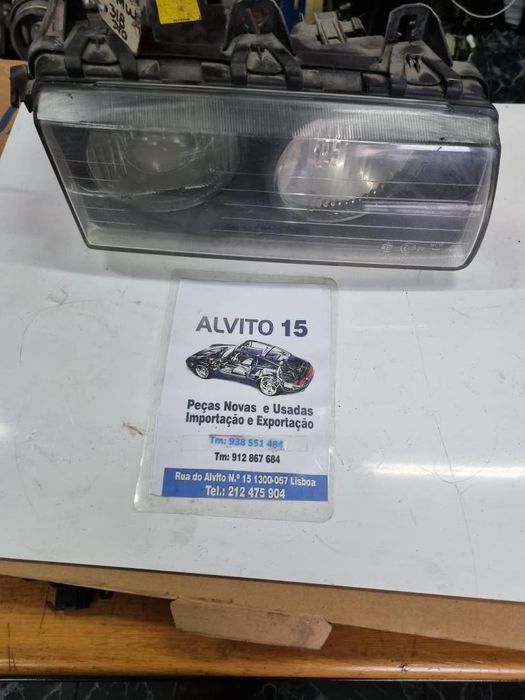 318
ALVITO 15
Peças Novas e Usadas
Importação e Exportação
Tm: 938 551 484
Tm: 912 867 684
Rua do Alvito N.º 15 1300-057 Lisboa
Tel.: 212 475 904